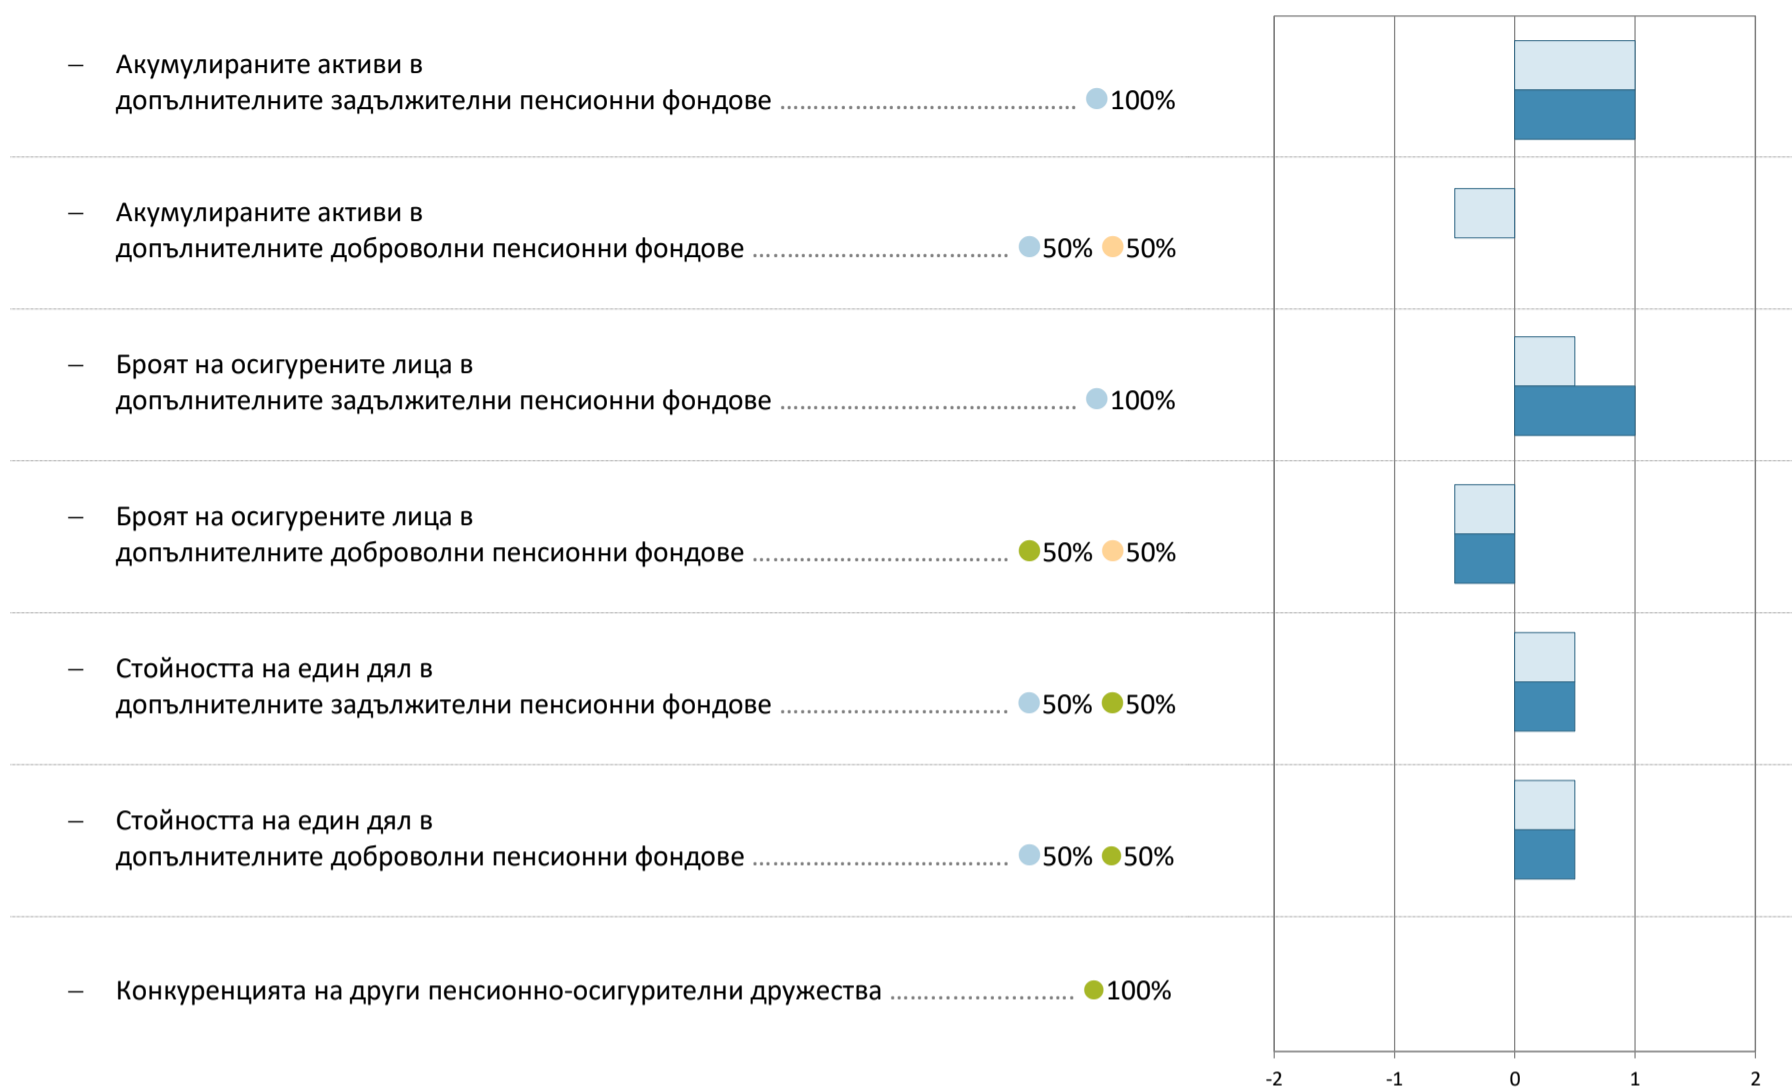 – Акумулираните активи в
допълнителните задължителни пенсионни фондове ........................................... 100%
– Акумулираните активи в
допълнителните доброволни пенсионни фондове ..................................... 50% 50%
– Броят на осигурените лица в
допълнителните задължителни пенсионни фондове ........................................... 100%
– Броят на осигурените лица в
допълнителните доброволни пенсионни фондове ..................................... 50% 50%
– Стойността на един дял в
допълнителните задължителни пенсионни фондове ................................. 50% 50%
– Стойността на един дял в
допълнителните доброволни пенсионни фондове ..................................... 50% 50%
– Конкуренцията на други пенсионно-осигурителни дружества ........................... 100%
-2 -1 0 1 2